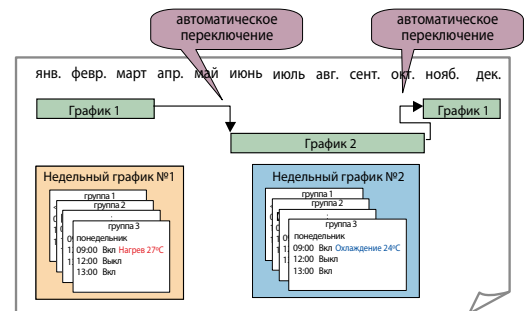 автоматическое
переключение
автоматическое
переключение
янв. февр. март апр. май июнь июль авг. сент. окт. нояб. дек.
График 1
График 1
График 2
Недельный график №1
группа 1
группа 2
группа 3
понедельник
09:00 Вкл Нагрев 27ºC
12:00 Выкл
13:00 Вкл
Недельный график №2
группа 1
группа 2
группа 3
понедельник
09:00 Вкл Охлаждение 24ºC
12:00 Выкл
13:00 Вкл